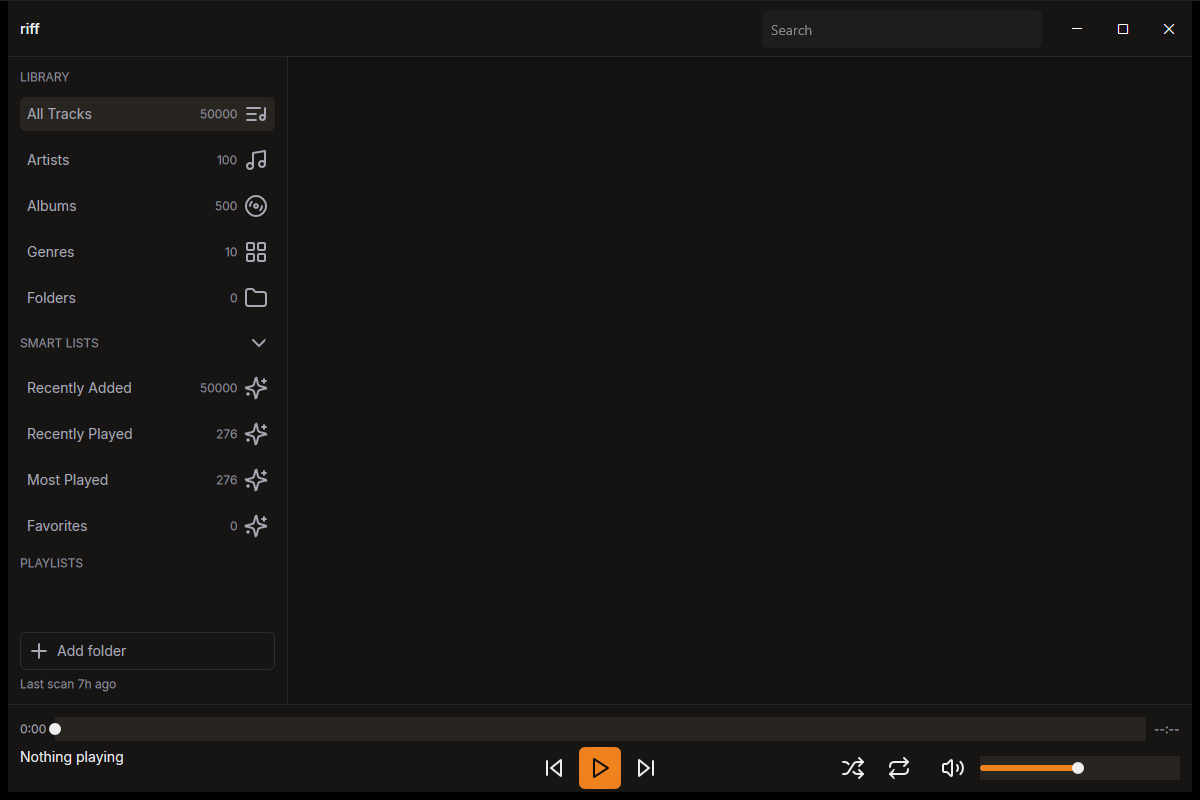 riff
Search
LIBRARY
All Tracks 50000
Artists 100
Albums 500
Genres 10
Folders 0
SMART LISTS
Recently Added 50000
Recently Played 276
Most Played 276
Favorites 0
PLAYLISTS
Add folder
Last scan 7h ago
0:00 --:--
Nothing playing